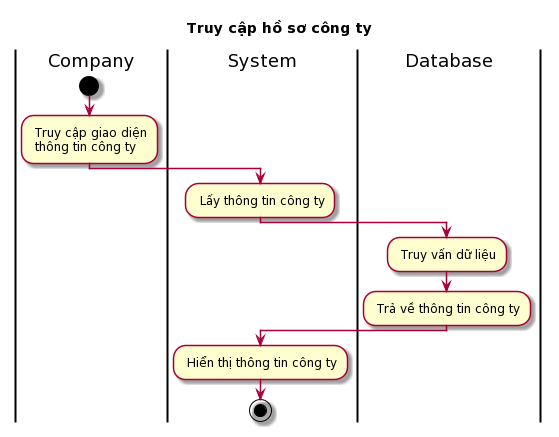 Truy cập hồ sơ công ty
Company
System
Database
Truy cập giao diện
thông tin công ty
Lấy thông tin công ty
Truy vấn dữ liệu
Trả về thông tin công ty
Hiển thị thông tin công ty